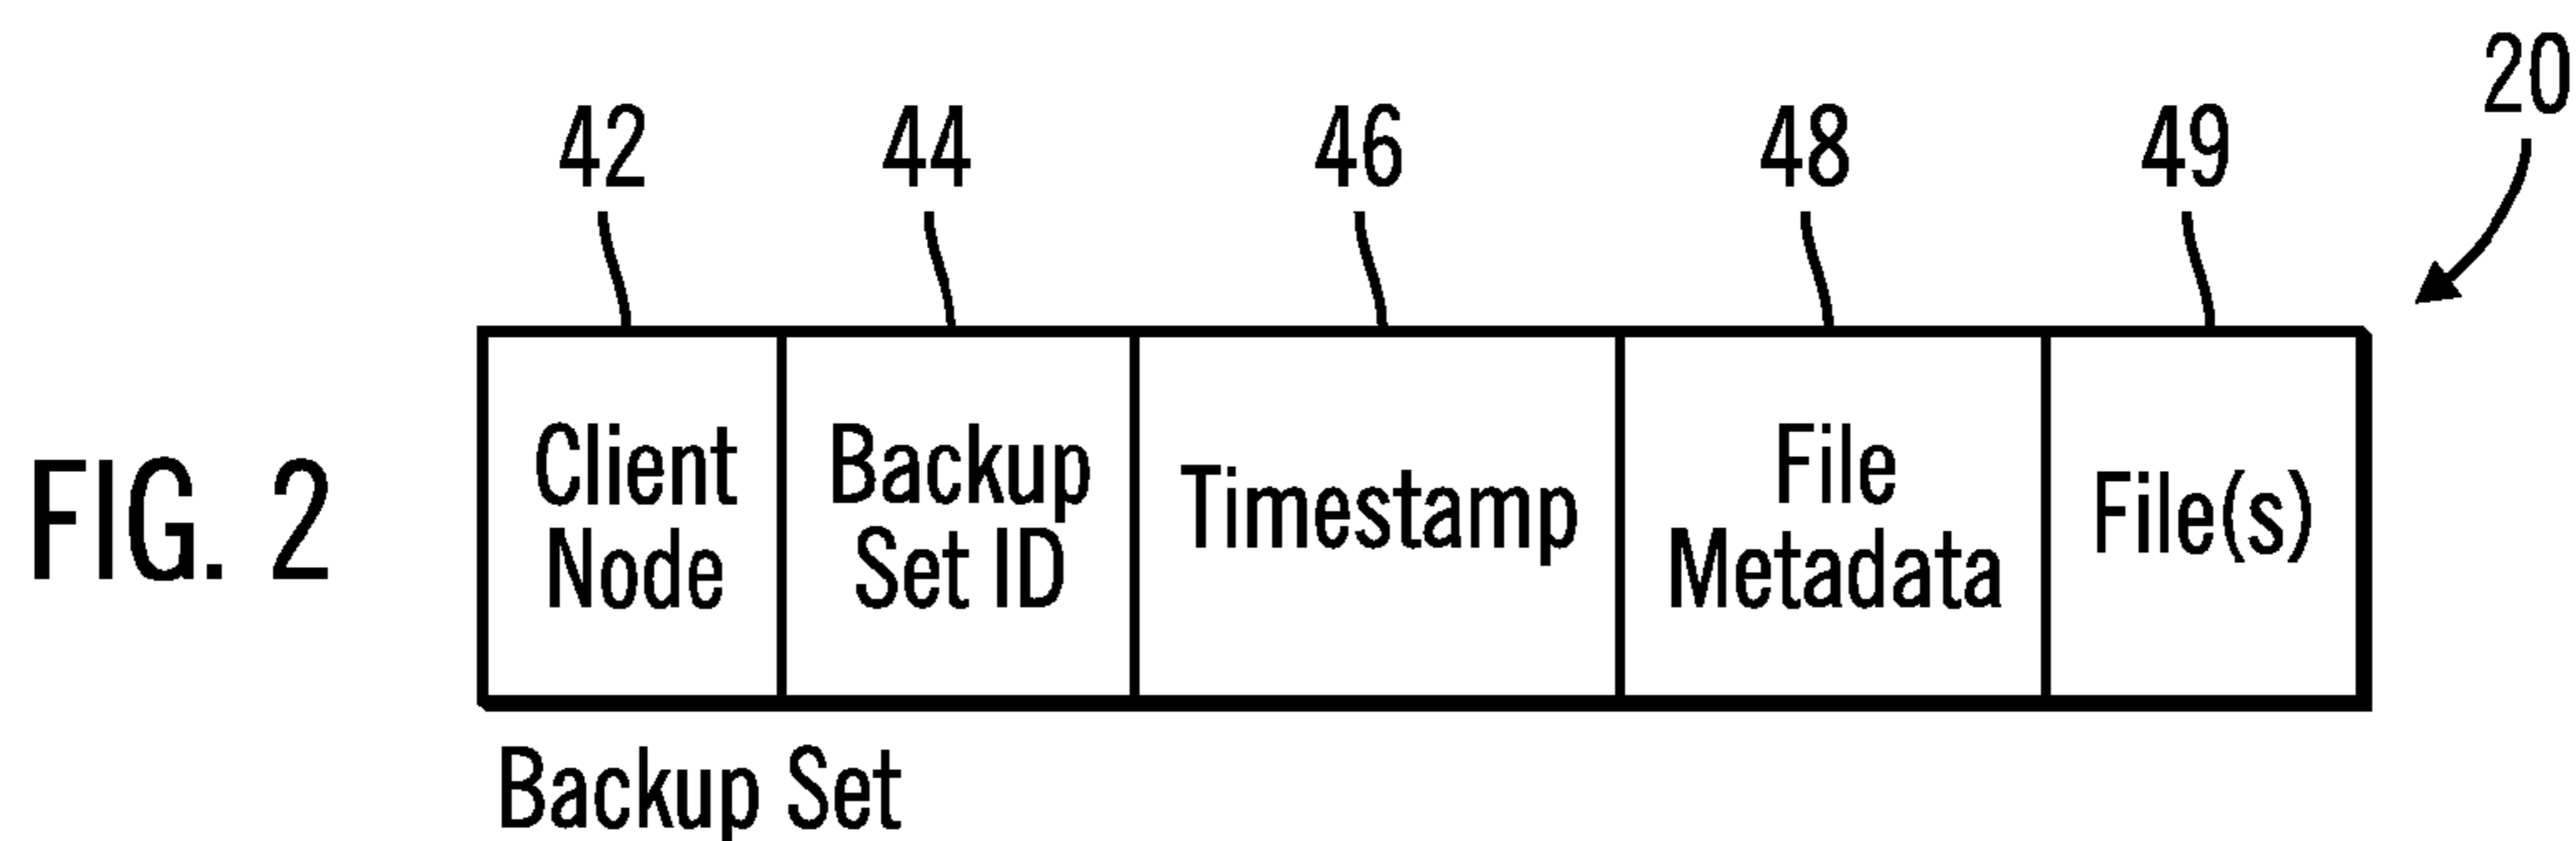 20
42 44 46 48 49
FIG. 2
Client
Node
Backup
Set ID
Timestamp
File
Metadata
File(s)
Backup Set